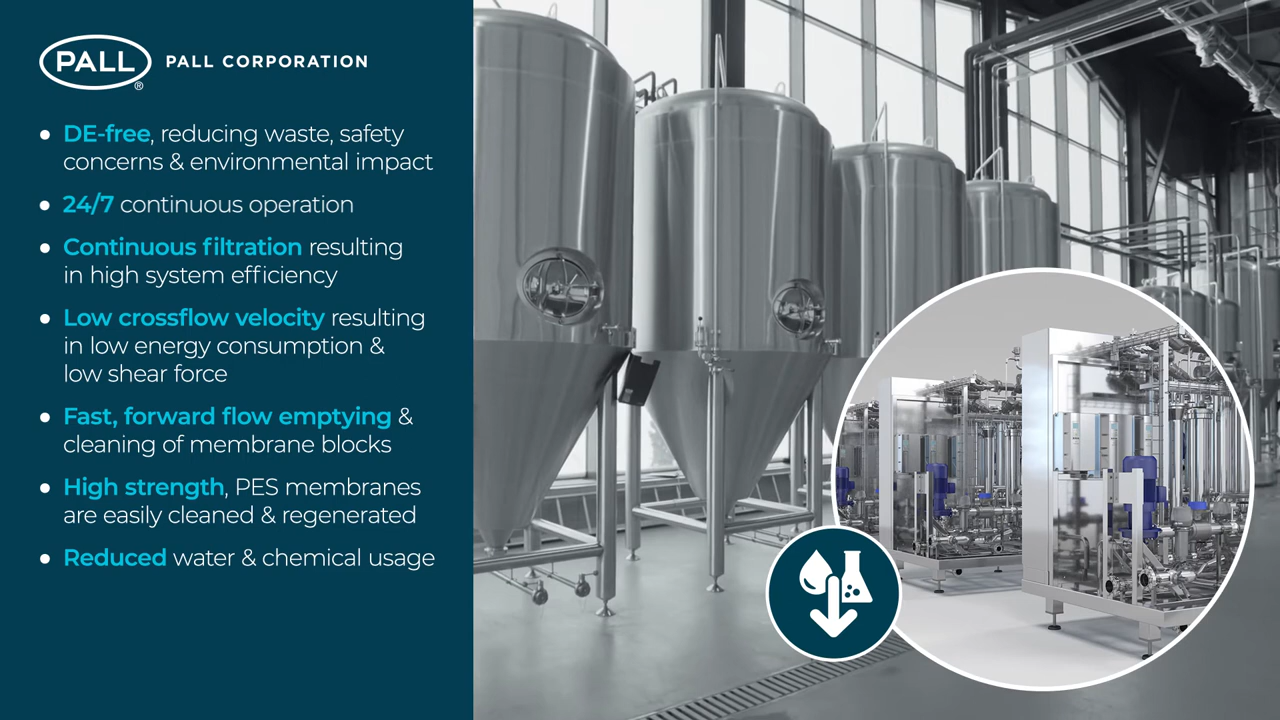 PALL
®
PALL CORPORATION
● DE-free, reducing waste, safety
concerns & environmental impact
● 24/7 continuous operation
● Continuous filtration resulting
in high system efficiency
● Low crossflow velocity resulting
in low energy consumption &
low shear force
● Fast, forward flow emptying &
cleaning of membrane blocks
● High strength, PES membranes
are easily cleaned & regenerated
● Reduced water & chemical usage